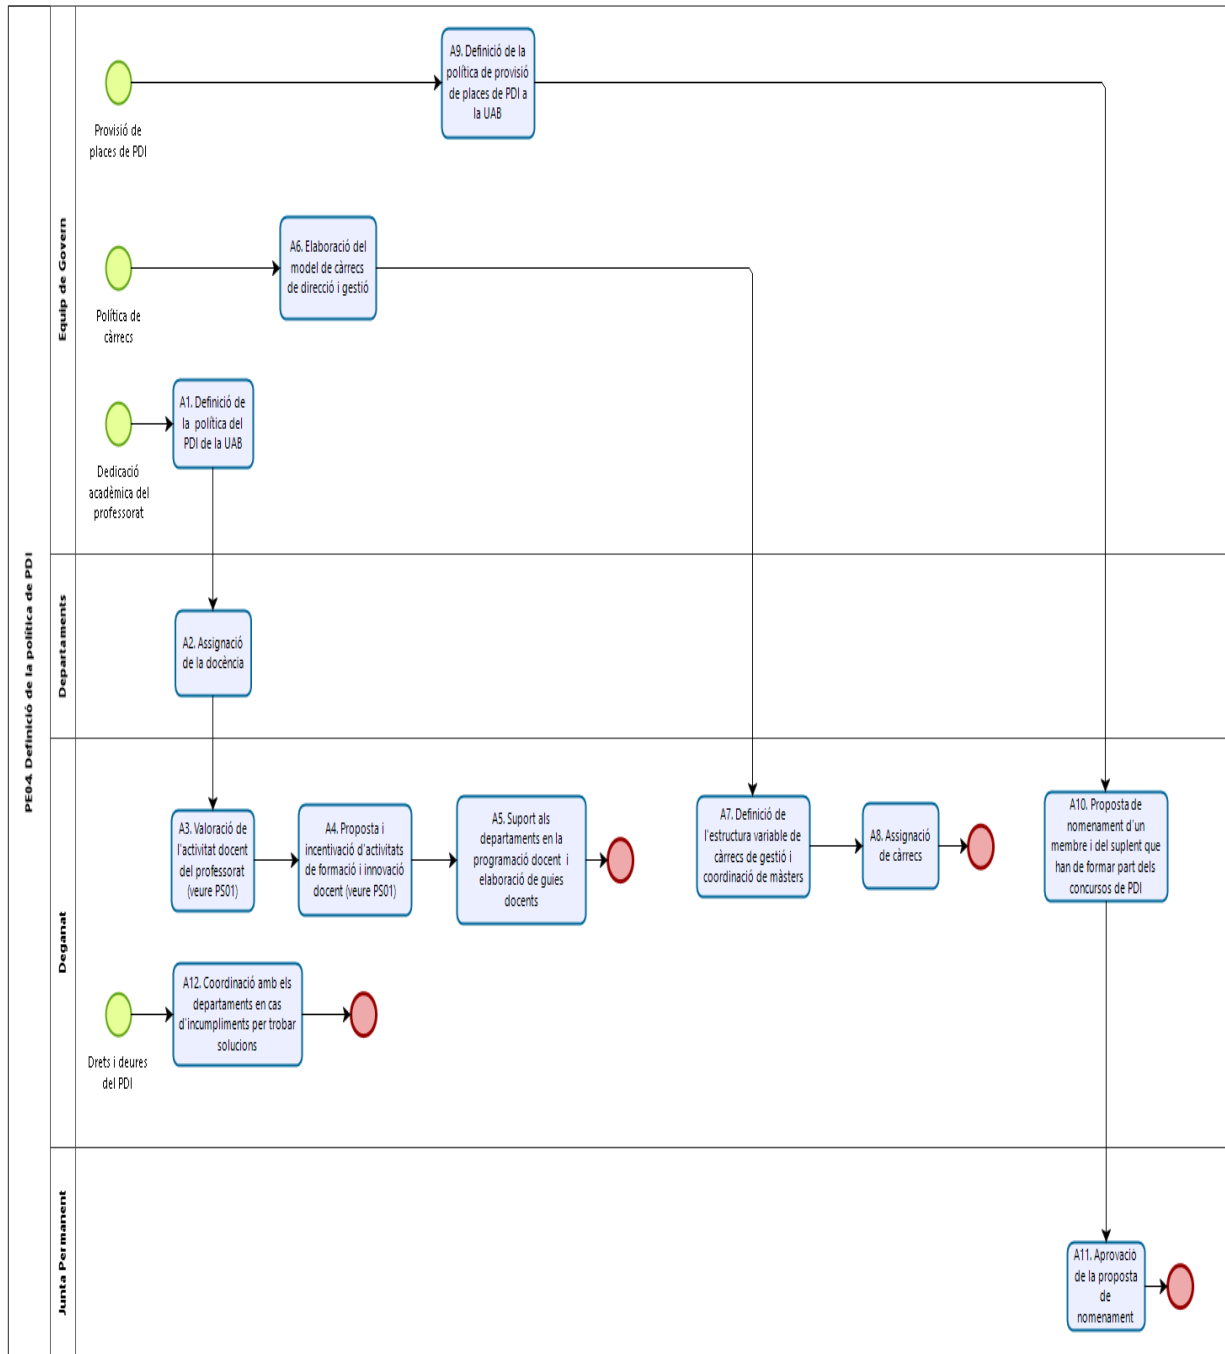 PE04. Definició de la política de PDI
Equip de Govern
Provisió de
places de PDI
A9. Definició de la
política de provisió
de places de PDI a
la UAB
Política de
càrrecs
A6. Elaboració del
model de càrrecs
de direcció i gestió
Dedicació
acadèmica del
professorat
A1. Definició de
la política del
PDI de la UAB
Departaments
A2. Assignació
de la docència
Deganat
A3. Valoració de
l'activitat docent
del professorat
(veure PS01)
A4. Proposta i
incentivació d'activitats
de formació i innovació
docent (veure PS01)
A5. Suport als
departaments en la
programació docent i
elaboració de guies
docents
A7. Definició de
l'estructura variable de
càrrecs de gestió i
coordinació de màsters
A8. Assignació
de càrrecs
A10. Proposta de
nomenament d'un
membre i del suplent que
han de formar part dels
concursos de PDI
Drets i deures
del PDI
A12. Coordinació amb els
departaments en cas
d'incumpliments per trobar
solucions
Junta Permanent
A11. Aprovació
de la proposta
de
nomenament